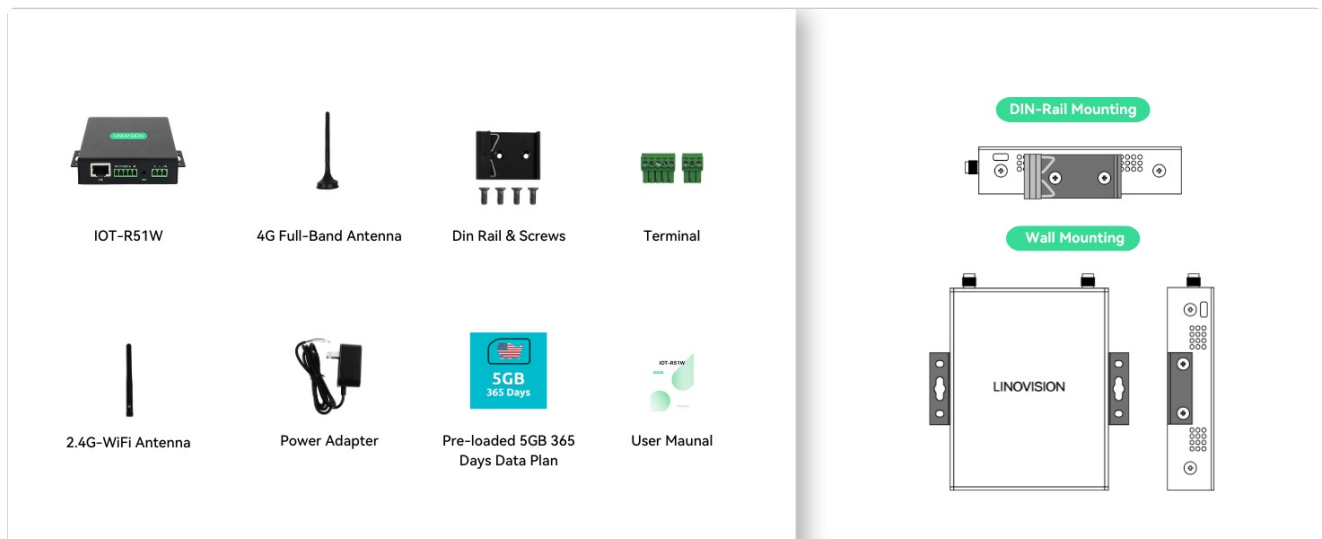 LINOVISION
IOT-R51W
4G Full-Band Antenna
Din Rail & Screws
Terminal
5GB
365 Days
IOT-R51W
2.4G-WiFi Antenna
Power Adapter
Pre-loaded 5GB 365
Days Data Plan
User Maunal
DIN-Rail Mounting
Wall Mounting
LINOVISION